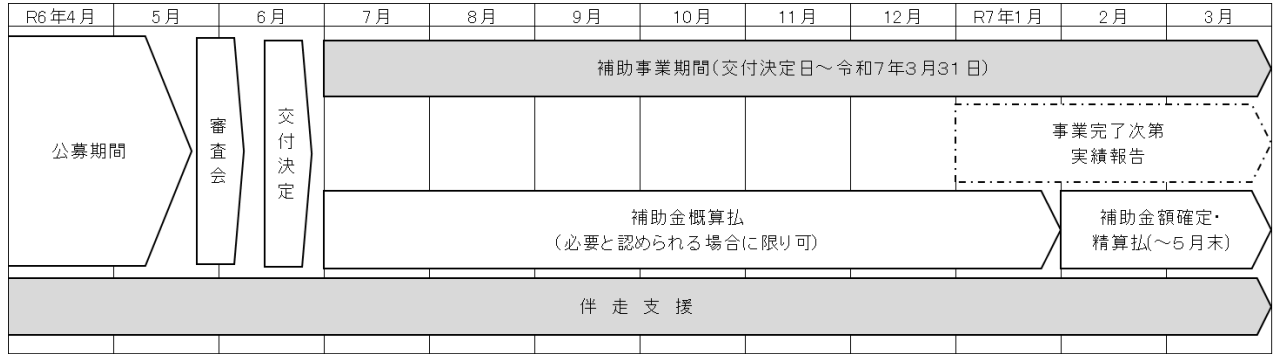 R6年4月 5月 6月 7月 8月 9月 10月 11月 12月 R7年1月 2月 3月
公募期間
審査会
交付決定
補助事業期間(交付決定日～令和7年3月31日)
事業完了次第
実績報告
補助金概算払
(必要と認められる場合に限り可)
補助金額確定・
精算払(～5月末)
伴走支援